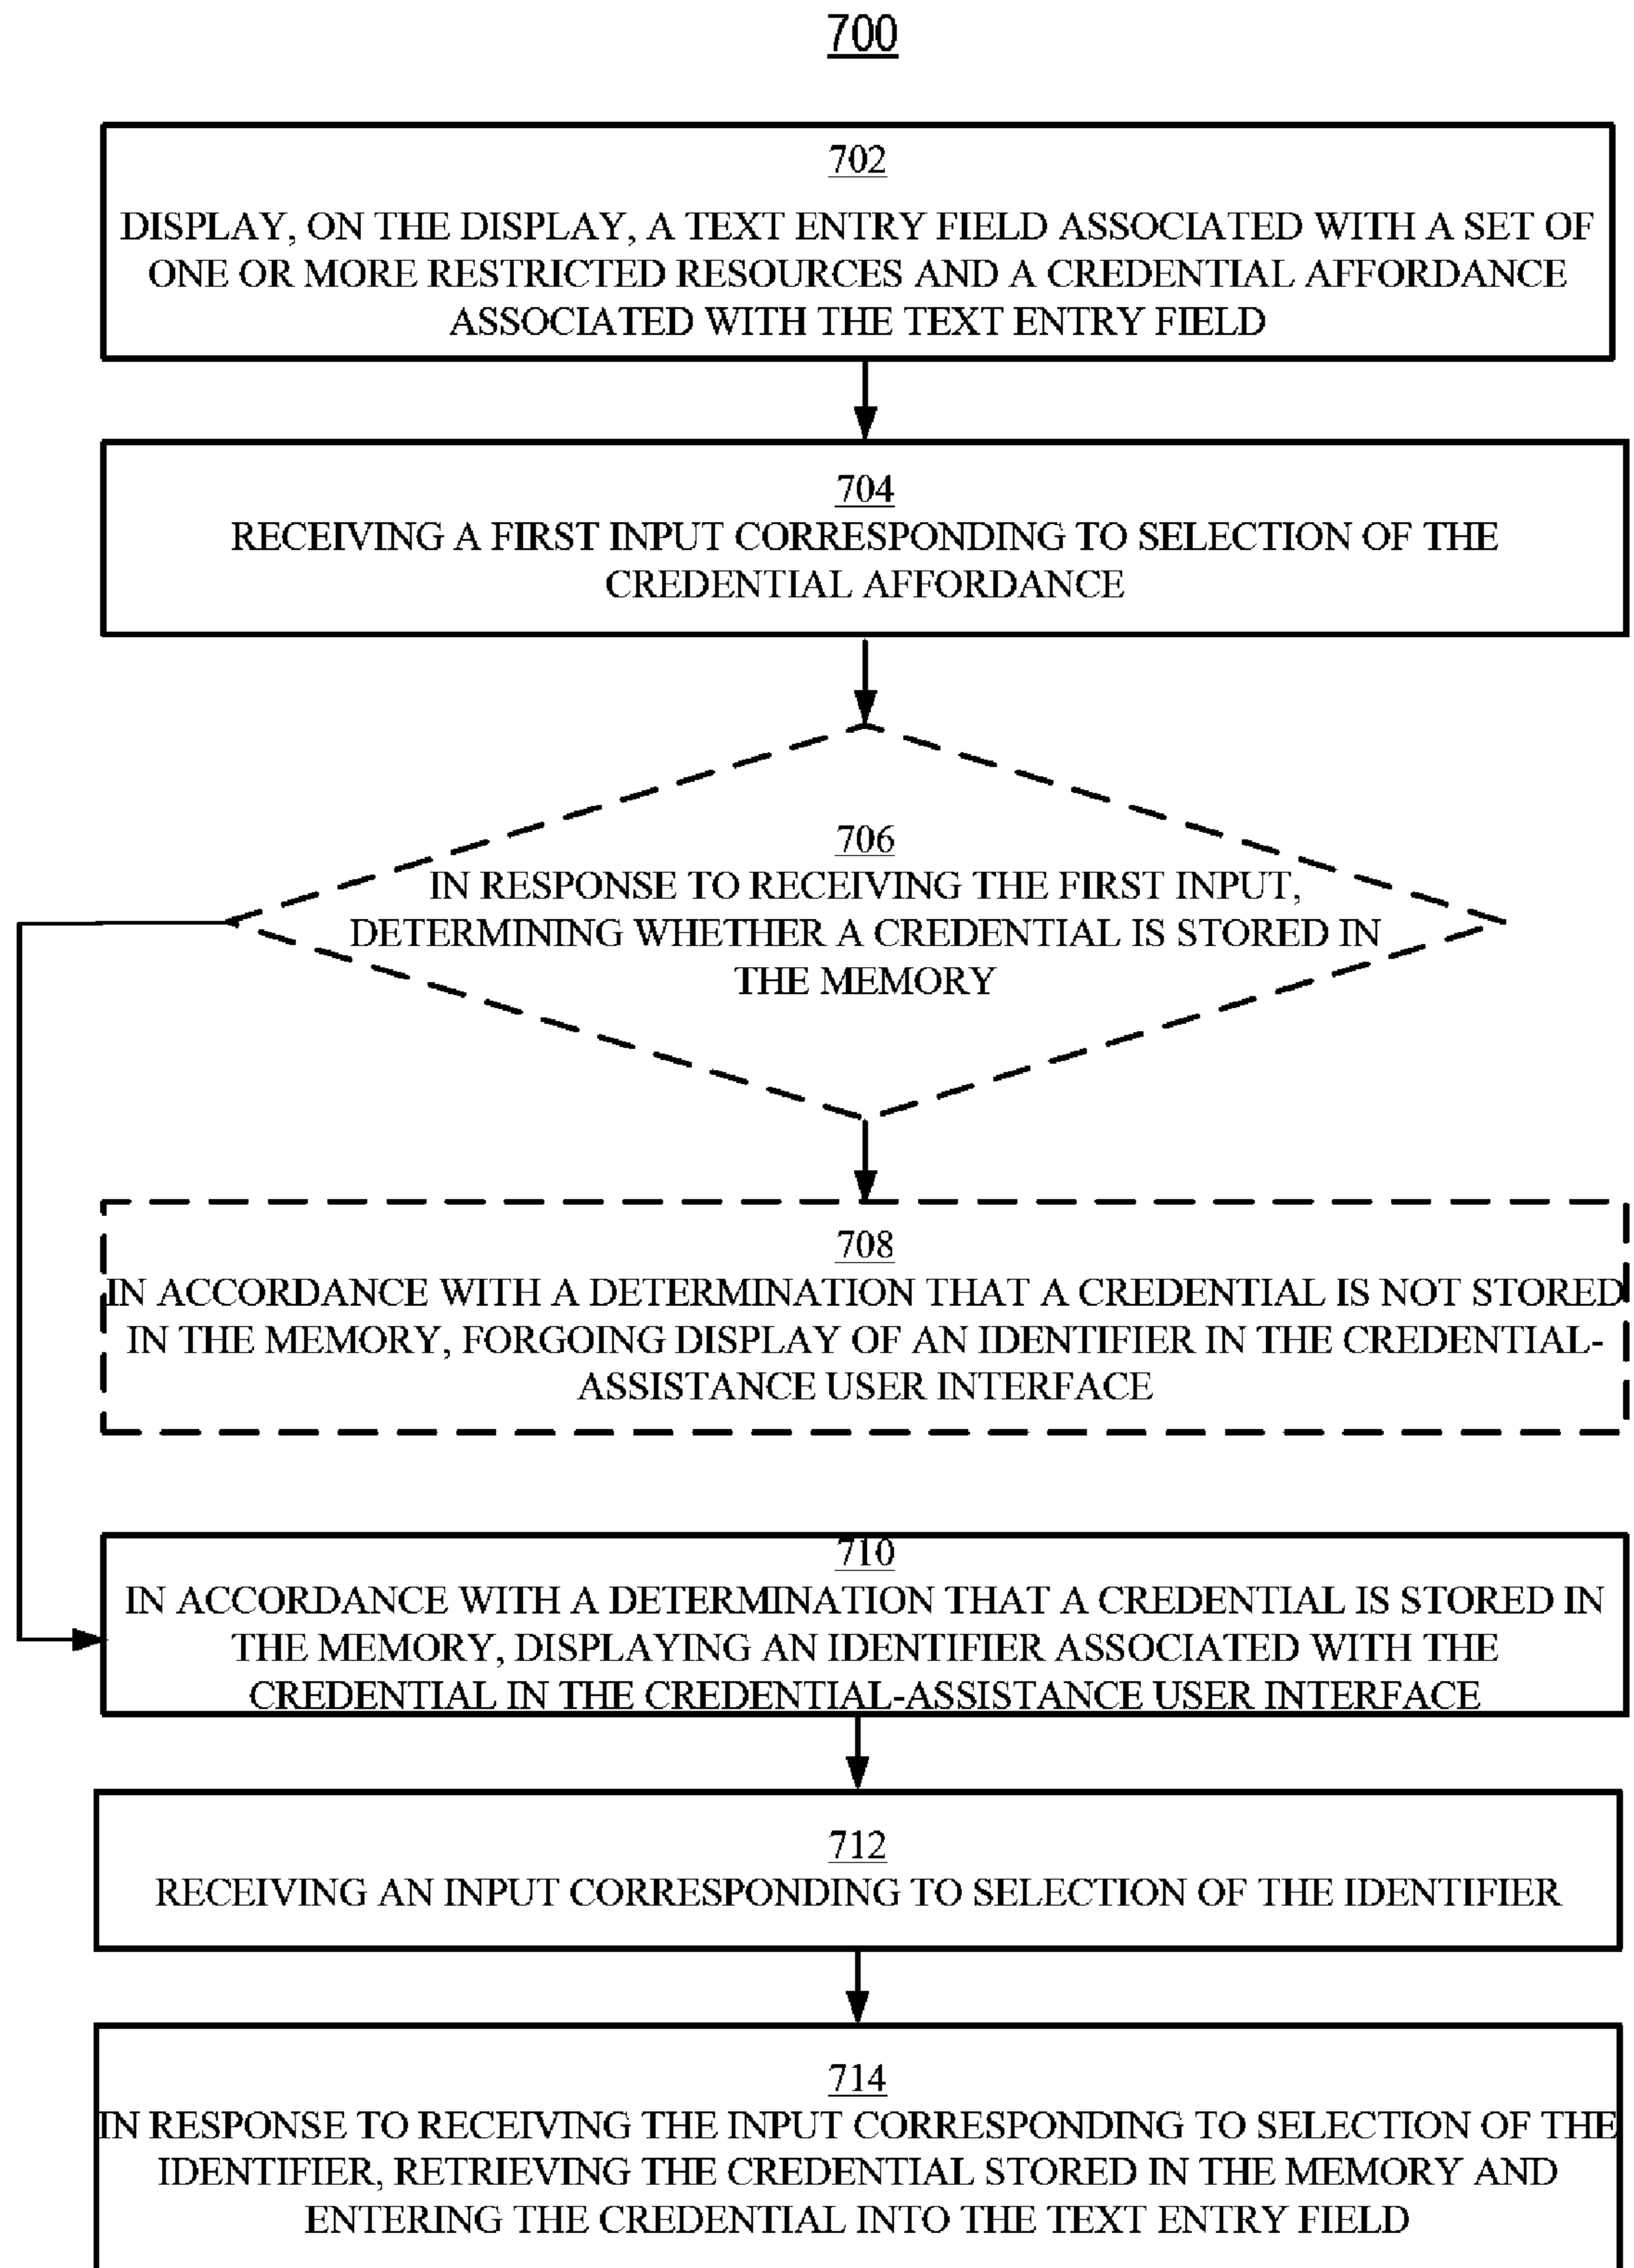 700
702
DISPLAY, ON THE DISPLAY, A TEXT ENTRY FIELD ASSOCIATED WITH A SET OF
ONE OR MORE RESTRICTED RESOURCES AND A CREDENTIAL AFFORDANCE
ASSOCIATED WITH THE TEXT ENTRY FIELD
704
RECEIVING A FIRST INPUT CORRESPONDING TO SELECTION OF THE
CREDENTIAL AFFORDANCE
706
IN RESPONSE TO RECEIVING THE FIRST INPUT,
DETERMINING WHETHER A CREDENTIAL IS STORED IN
THE MEMORY
708
IN ACCORDANCE WITH A DETERMINATION THAT A CREDENTIAL IS NOT STORED
IN THE MEMORY, FORGOING DISPLAY OF AN IDENTIFIER IN THE CREDENTIAL-
ASSISTANCE USER INTERFACE
710
IN ACCORDANCE WITH A DETERMINATION THAT A CREDENTIAL IS STORED IN
THE MEMORY, DISPLAYING AN IDENTIFIER ASSOCIATED WITH THE
CREDENTIAL IN THE CREDENTIAL-ASSISTANCE USER INTERFACE
712
RECEIVING AN INPUT CORRESPONDING TO SELECTION OF THE IDENTIFIER
714
IN RESPONSE TO RECEIVING THE INPUT CORRESPONDING TO SELECTION OF THE
IDENTIFIER, RETRIEVING THE CREDENTIAL STORED IN THE MEMORY AND
ENTERING THE CREDENTIAL INTO THE TEXT ENTRY FIELD